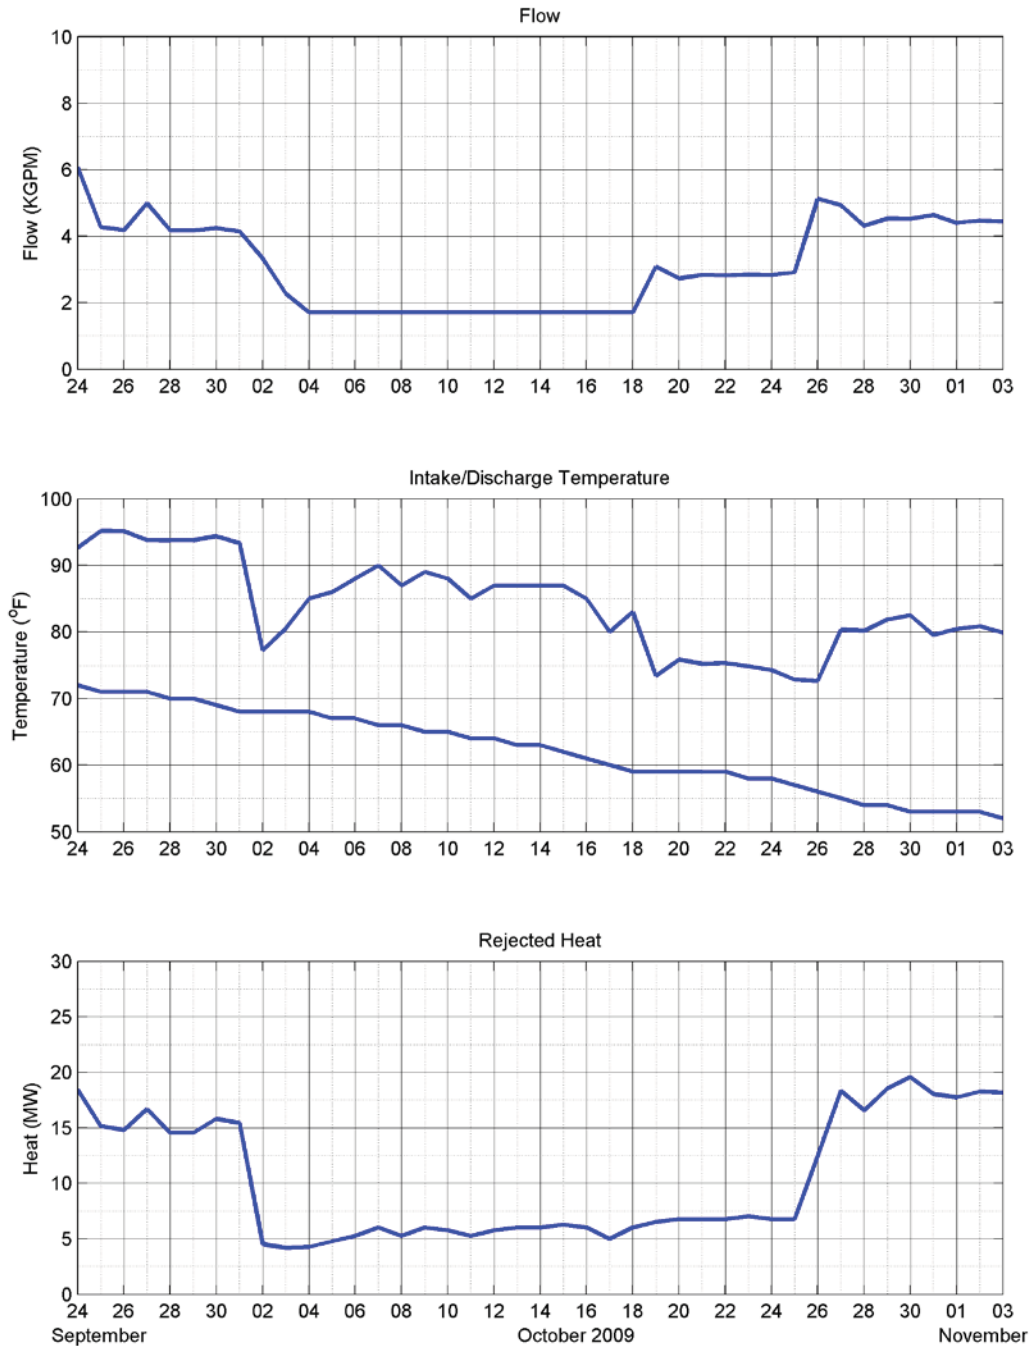 Flow
Flow (KGPM)
10
8
6
4
2
0
24 26 28 30 02 04 06 08 10 12 14 16 18 20 22 24 26 28 30 01 03
Intake/Discharge Temperature
Temperature (°F)
100
90
80
70
60
50
24 26 28 30 02 04 06 08 10 12 14 16 18 20 22 24 26 28 30 01 03
Rejected Heat
Heat (MW)
30
25
20
15
10
5
0
24 26 28 30 02 04 06 08 10 12 14 16 18 20 22 24 26 28 30 01 03
September October 2009 November